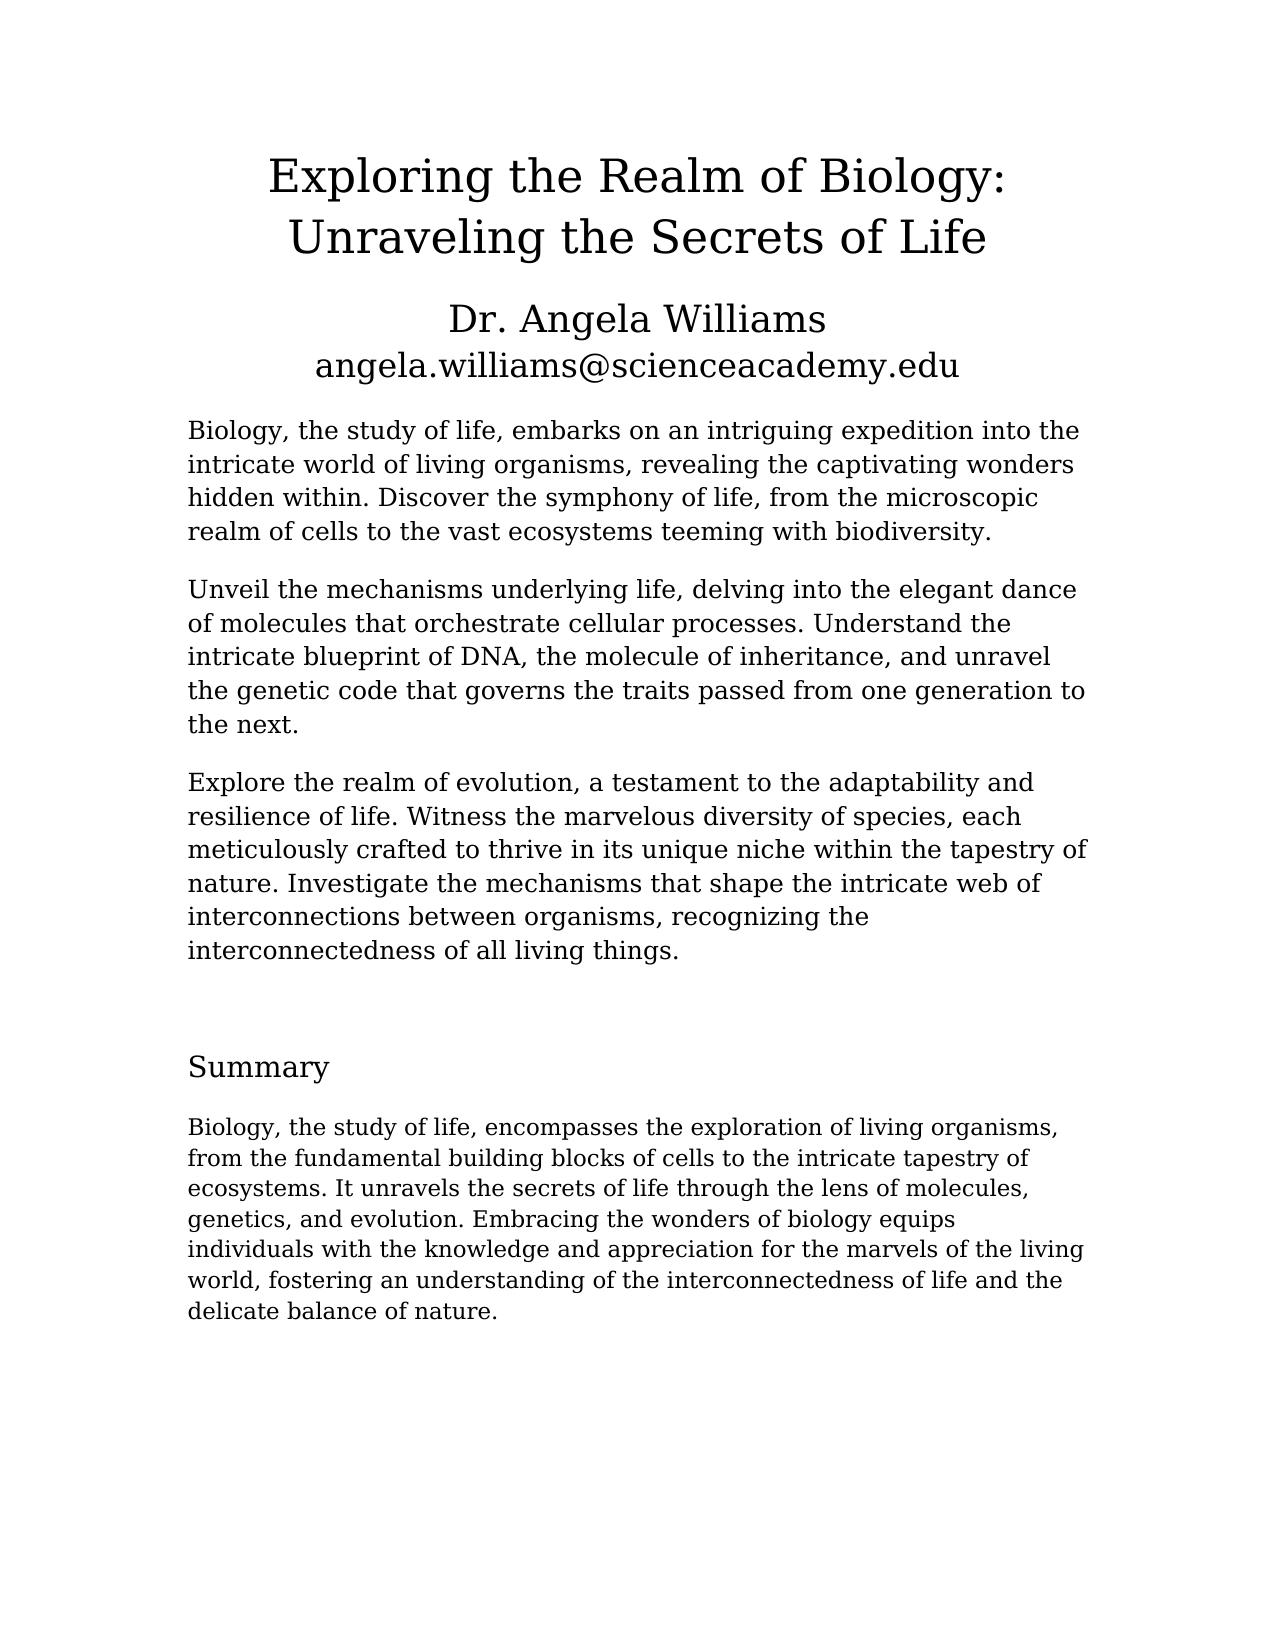 Exploring the Realm of Biology:
Unraveling the Secrets of Life
Dr. Angela Williams
angela.williams@scienceacademy.edu
Biology, the study of life, embarks on an intriguing expedition into the
intricate world of living organisms, revealing the captivating wonders
hidden within. Discover the symphony of life, from the microscopic
realm of cells to the vast ecosystems teeming with biodiversity.
Unveil the mechanisms underlying life, delving into the elegant dance
of molecules that orchestrate cellular processes. Understand the
intricate blueprint of DNA, the molecule of inheritance, and unravel
the genetic code that governs the traits passed from one generation to
the next.
Explore the realm of evolution, a testament to the adaptability and
resilience of life. Witness the marvelous diversity of species, each
meticulously crafted to thrive in its unique niche within the tapestry of
nature. Investigate the mechanisms that shape the intricate web of
interconnections between organisms, recognizing the
interconnectedness of all living things.
Summary
Biology, the study of life, encompasses the exploration of living organisms,
from the fundamental building blocks of cells to the intricate tapestry of
ecosystems. It unravels the secrets of life through the lens of molecules,
genetics, and evolution. Embracing the wonders of biology equips
individuals with the knowledge and appreciation for the marvels of the living
world, fostering an understanding of the interconnectedness of life and the
delicate balance of nature.